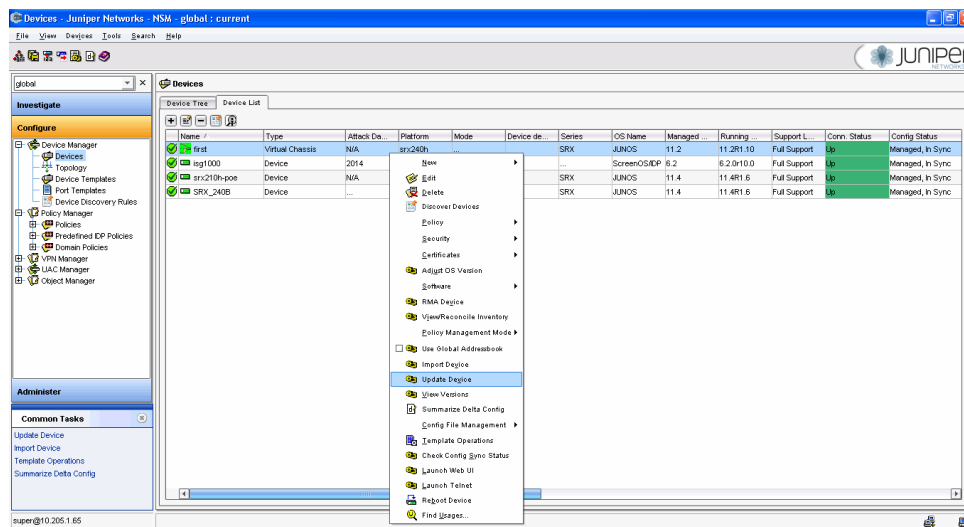 Devices - Juniper Networks - NSM - global : current
File View Devices Tools Search Help
JUNIPER
NETWORKS
global
Investigate
Configure
Device Manager
Devices
Topology
Device Templates
Port Templates
Device Discovery Rules
Policy Manager
Policies
Predefined IDP Policies
Domain Policies
VPN Manager
UAC Manager
Object Manager
Administer
Common Tasks
Update Device
Import Device
Template Operations
Summarize Delta Config
Devices
Device Tree Device List
Name / Type Attack Da... Platform Mode Device de... Series OS Name Managed ... Running ... Support L... Conn. Status Config Status
first Virtual Chassis N/A srx240h ... SRX JUNOS 11.2 11.2R1.10 Full Support Up Managed, In Sync
isg1000 Device 2014 ... ScreenOS/IDP 6.2 6.2.0r10.0 Full Support Up Managed, In Sync
srx210h-poe Device N/A SRX JUNOS 11.4 11.4R1.6 Full Support Up Managed, In Sync
SRX_240B Device ... SRX JUNOS 11.4 11.4R1.6 Full Support Up Managed, In Sync
New
Edit
Delete
Discover Devices
Policy
Security
Certificates
Adjust OS Version
Software
RMA Device
View/Reconcile Inventory
Policy Management Mode
Use Global Addressbook
Import Device
Update Device
View Versions
Summarize Delta Config
Config File Management
Template Operations
Check Config Sync Status
Launch Web UI
Launch Telnet
Reboot Device
Find Usages...
super@10.205.1.65